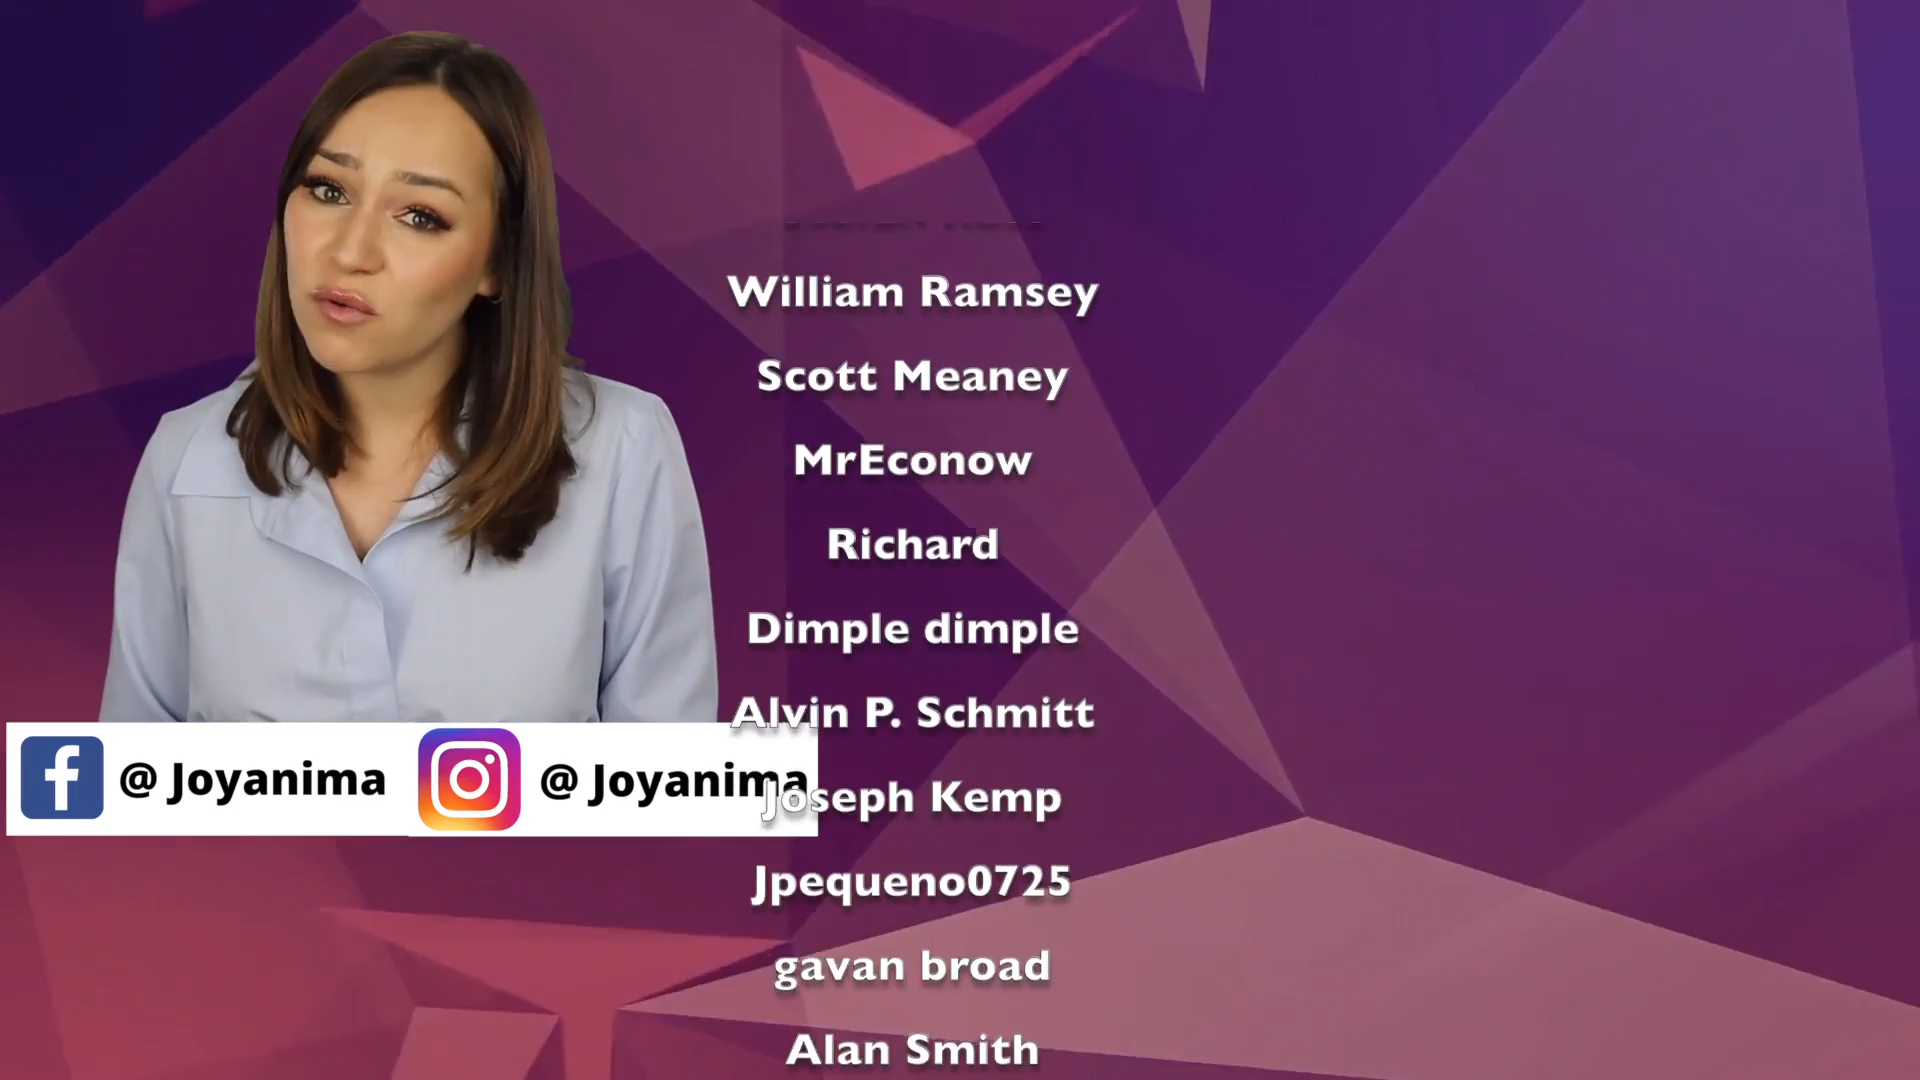 William Ramsey
Scott Meaney
MrEconow
Richard
Dimple dimple
Alvin P. Schmitt
@ Joyanima @ Joyanima
Joseph Kemp
Jpequeno0725
gavan broad
Alan Smith